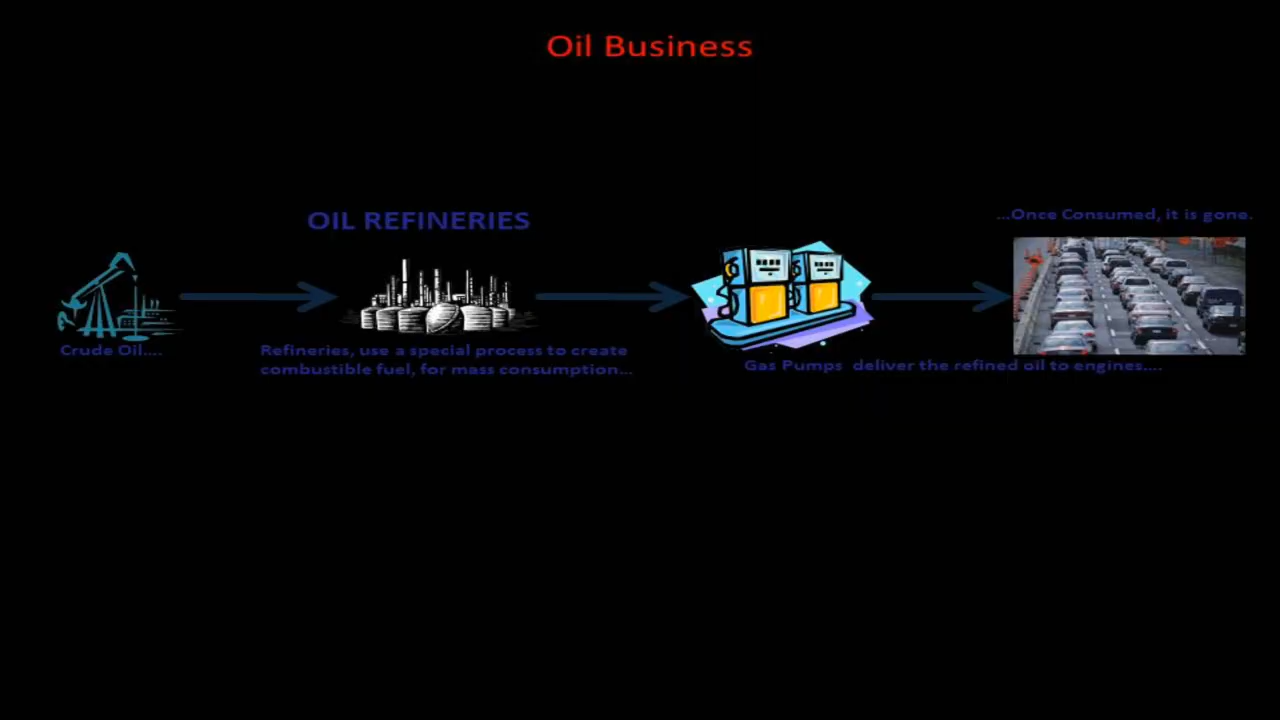 Oil Business
OIL REFINERIES
...Once Consumed, it is gone.
Crude Oil....
Refineries, use a special process to create
combustible fuel, for mass consumption...
Gas Pumps  deliver the refined oil to engines....